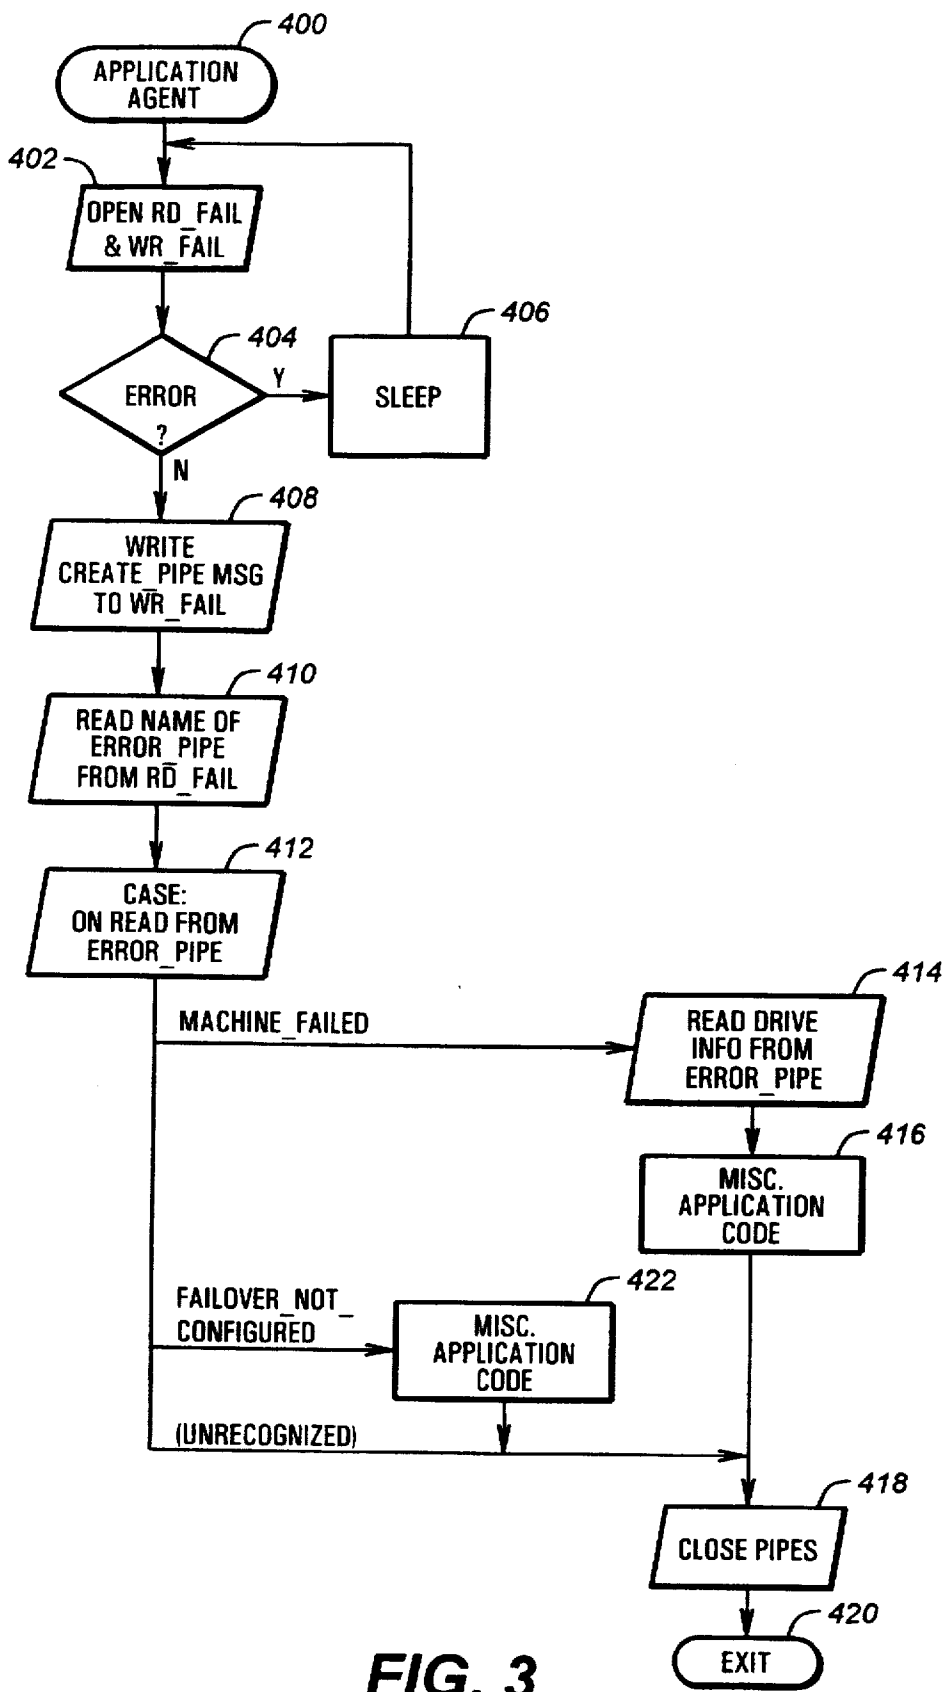 400
APPLICATION
AGENT
402
OPEN RD_FAIL
& WR_FAIL
404
406
ERROR
?
Y
SLEEP
N
408
WRITE
CREATE_PIPE MSG
TO WR_FAIL
410
READ NAME OF
ERROR_PIPE
FROM RD_FAIL
412
CASE:
ON READ FROM
ERROR_PIPE
414
MACHINE_FAILED
READ DRIVE
INFO FROM
ERROR_PIPE
416
MISC.
APPLICATION
CODE
422
FAILOVER_NOT_
CONFIGURED
MISC.
APPLICATION
CODE
(UNRECOGNIZED)
418
CLOSE PIPES
420
EXIT
FIG. 3